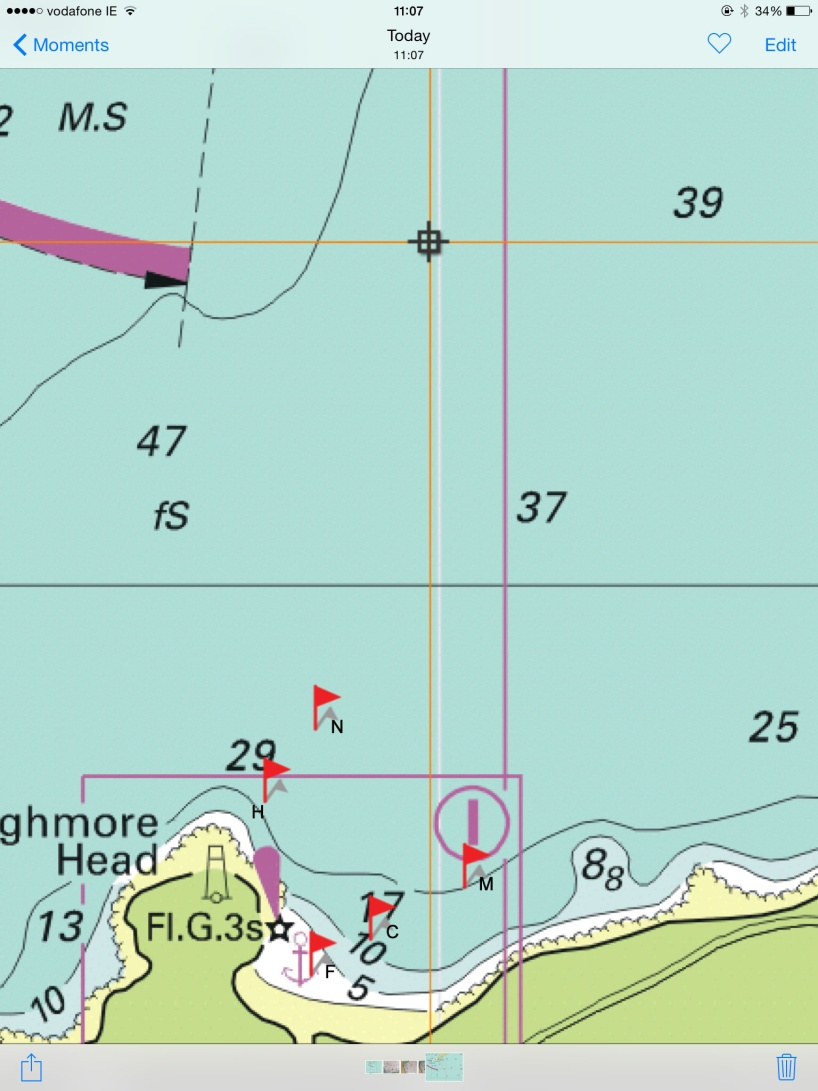 vodafone IE
11:07
34%
Moments
Today
11:07
Edit
2
M.S
39
47
37
fS
N
25
29
H
ghmore
Head
8₈
M
17
13
Fl.G.3s
C
10
F
5
10